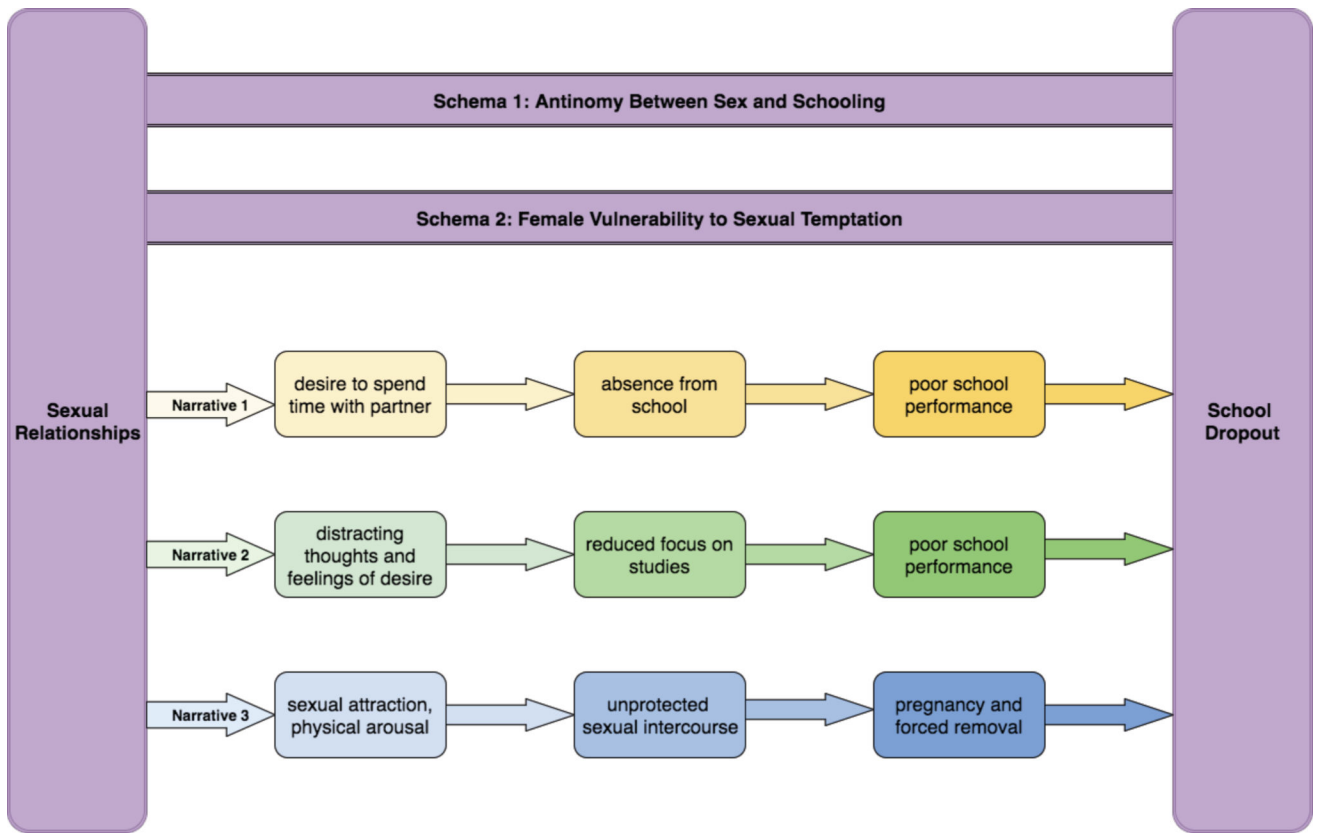 Schema 1: Antinomy Between Sex and Schooling
Schema 2: Female Vulnerability to Sexual Temptation
Sexual
Relationships
Narrative 1
desire to spend
time with partner
absence from
school
poor school
performance
School
Dropout
Narrative 2
distracting
thoughts and
feelings of desire
reduced focus on
studies
poor school
performance
Narrative 3
sexual attraction,
physical arousal
unprotected
sexual intercourse
pregnancy and
forced removal